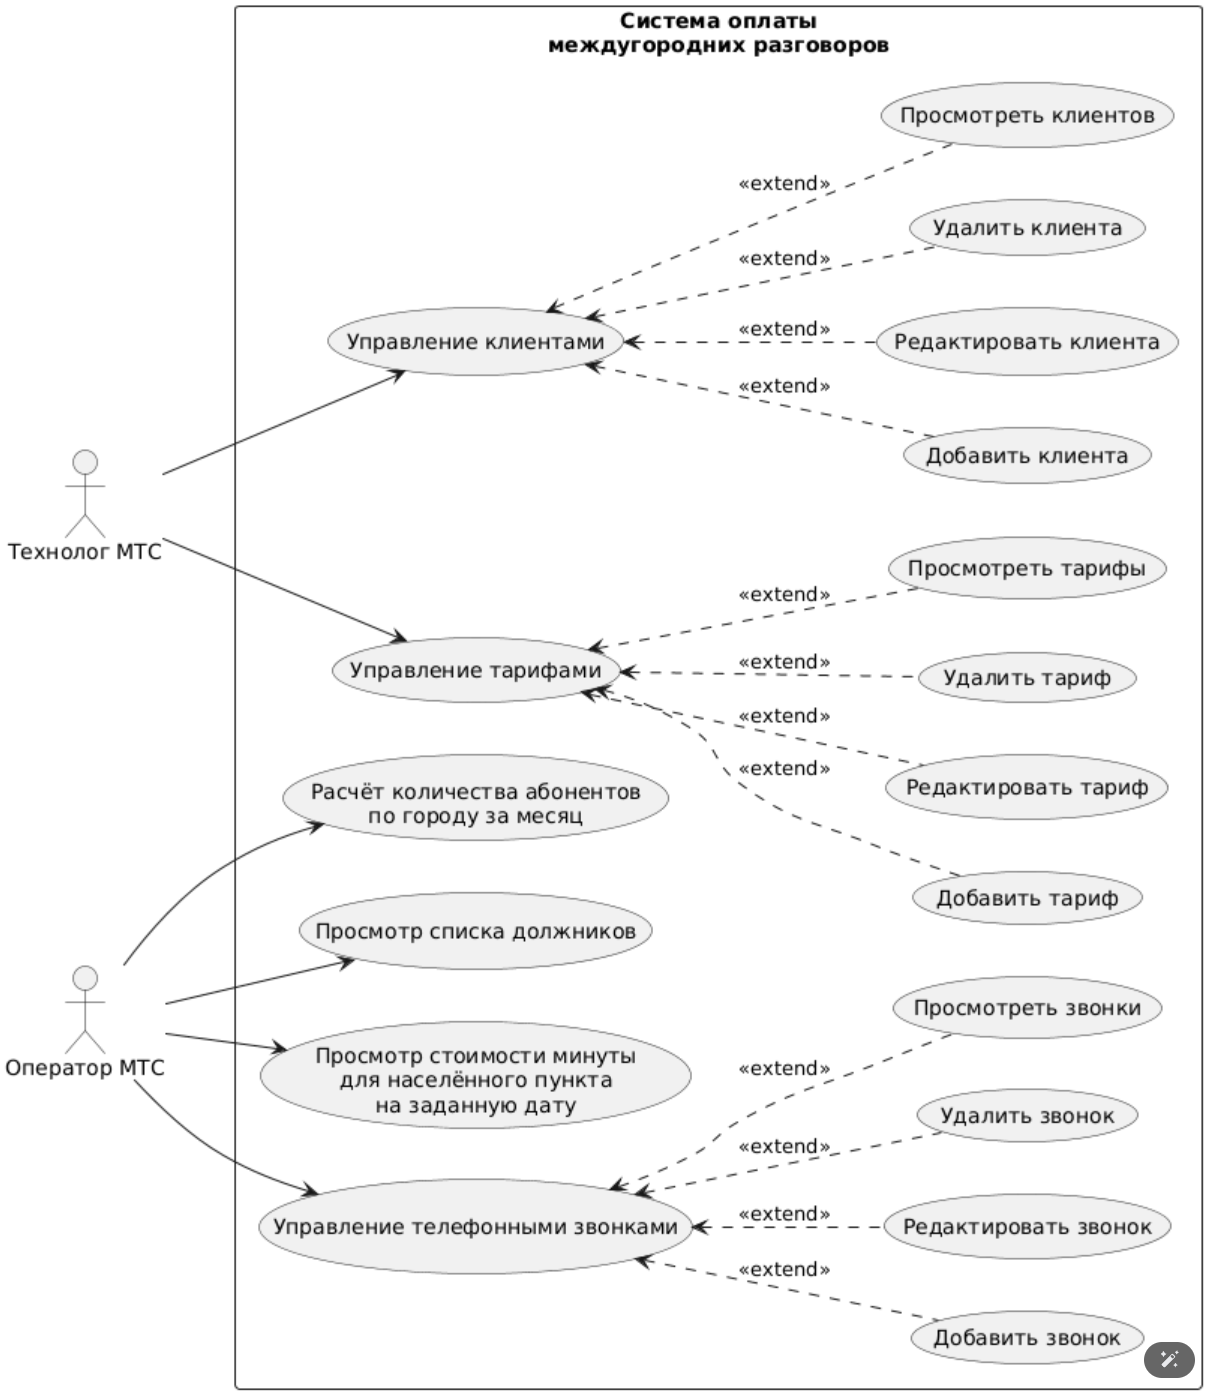 Система оплаты
междугородних разговоров
Просмотреть клиентов
«extend»
Удалить клиента
«extend»
Управление клиентами
«extend»
Редактировать клиента
«extend»
Добавить клиента
Технолог МТС
Просмотреть тарифы
«extend»
Управление тарифами
«extend»
Удалить тариф
«extend»
Редактировать тариф
«extend»
Расчёт количества абонентов
по городу за месяц
Добавить тариф
Просмотр списка должников
Оператор МТС
Просмотреть звонки
Просмотр стоимости минуты
для населённого пункта
на заданную дату
«extend»
Удалить звонок
«extend»
Управление телефонными звонками
«extend»
Редактировать звонок
«extend»
Добавить звонок